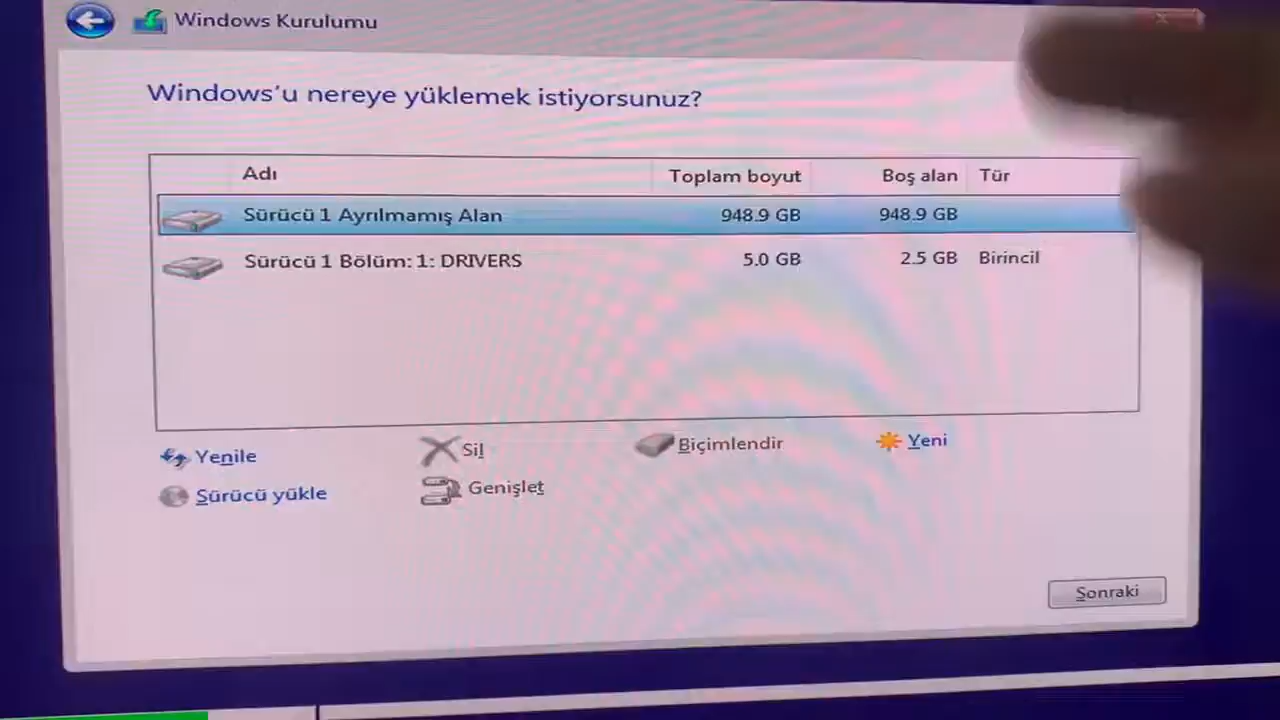 Windows Kurulumu
Windows'u nereye yüklemek istiyorsunuz?
Adı Toplam boyut Boş alan Tür
Sürücü 1 Ayrılmamış Alan 948.9 GB 948.9 GB
Sürücü 1 Bölüm: 1: DRIVERS 5.0 GB 2.5 GB Birincil
Yenile Sil Biçimlendir Yeni
Sürücü yükle Genişlet
Sonraki